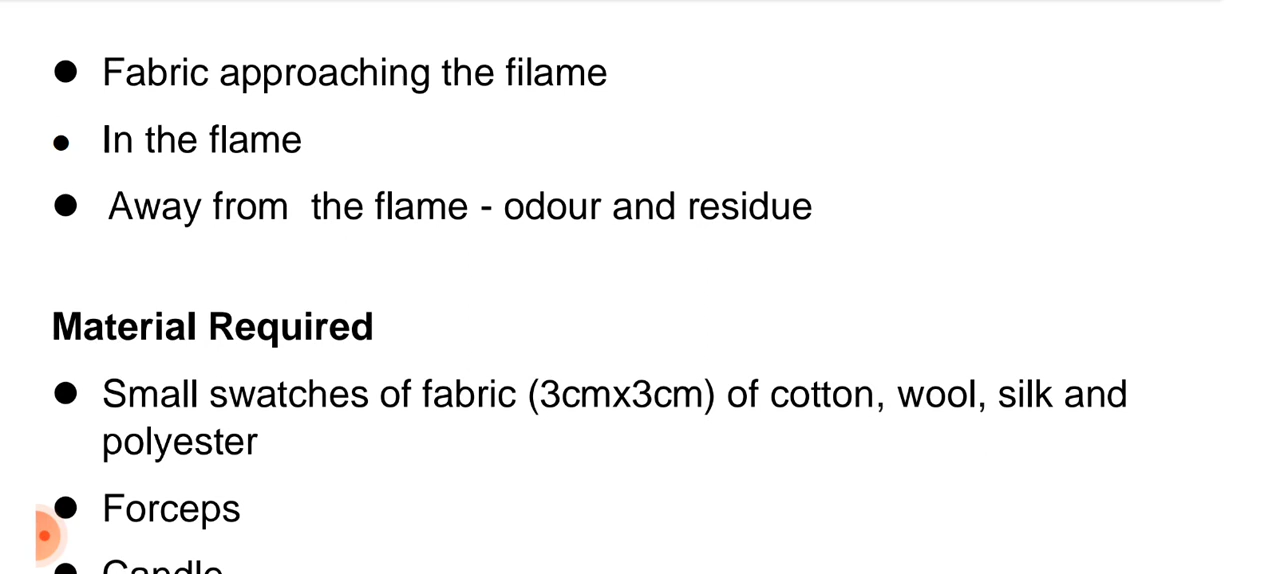 ● Fabric approaching the filame
● In the flame
● Away from the flame - odour and residue
Material Required
● Small swatches of fabric (3cmx3cm) of cotton, wool, silk and
polyester
● Forceps
● Candle